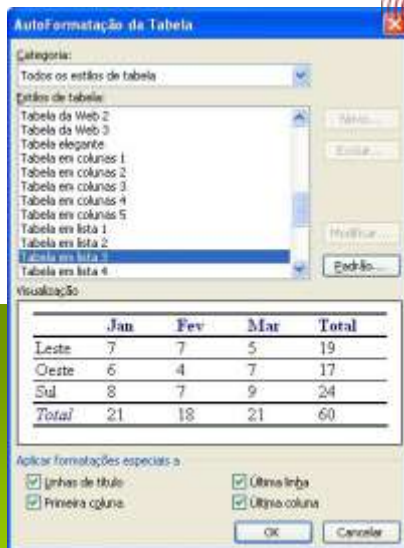 AutoFormatação da Tabela
Categoria:
Todos os estilos de tabela
Estilos de tabela:
Tabela da Web 2
Tabela da Web 3
Tabela elegante
Tabela em colunas 1
Tabela em colunas 2
Tabela em colunas 3
Tabela em colunas 4
Tabela em colunas 5
Tabela em lista 1
Tabela em lista 2
Tabela em lista 3
Tabela em lista 4
Excluir...
Modificar...
Padrão...
Visualização
Jan Fev Mar Total
Leste 7 7 5 19
Oeste 6 4 7 17
Sul 8 7 9 24
Total 21 18 21 60
Aplicar formatações especiais a
Linhas de título Última linha
Primeira coluna Última coluna
OK Cancelar